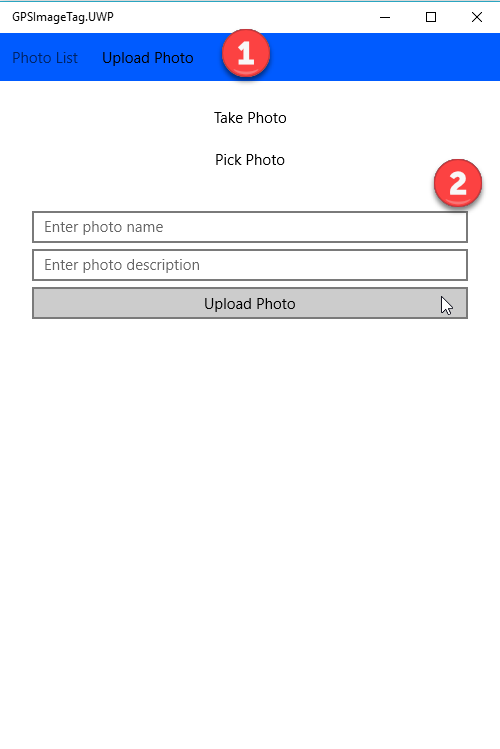 GPSImageTag.UWP
Photo List Upload Photo 1
Take Photo
Pick Photo
2
Enter photo name
Enter photo description
Upload Photo